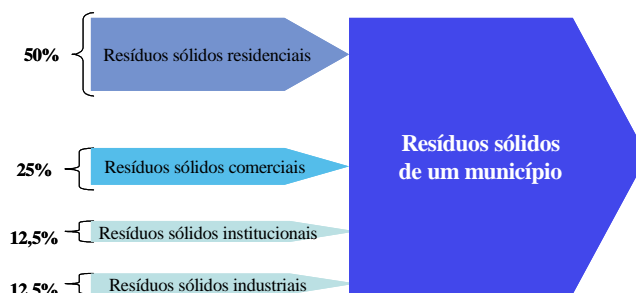 50%
Resíduos sólidos residenciais
25%
Resíduos sólidos comerciais
12,5%
Resíduos sólidos institucionais
12,5%
Resíduos sólidos industriais
Resíduos sólidos
de um município